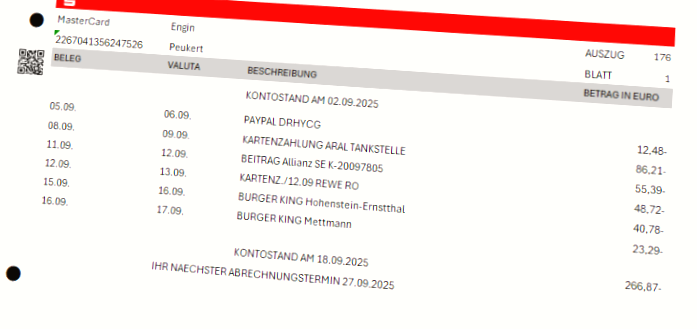 MasterCard Engin AUSZUG 176
2267041356247526 Peukert BLATT 1
BELEG VALUTA BESCHREIBUNG BETRAG IN EURO
KONTOSTAND AM 02.09.2025
05.09. 06.09. PAYPAL DRHYCG 12,48-
08.09. 09.09. KARTENZAHLUNG ARAL TANKSTELLE 86,21-
11.09. 12.09. BEITRAG Allianz SE K-20097805 55,39-
12.09. 13.09. KARTENZ./12.09 REWE RO 48,72-
15.09. 16.09. BURGER KING Hohenstein-Ernstthal 40,78-
16.09. 17.09. BURGER KING Mettmann 23,29-
KONTOSTAND AM 18.09.2025 266,87-
IHR NAECHSTER ABRECHNUNGSTERMIN 27.09.2025